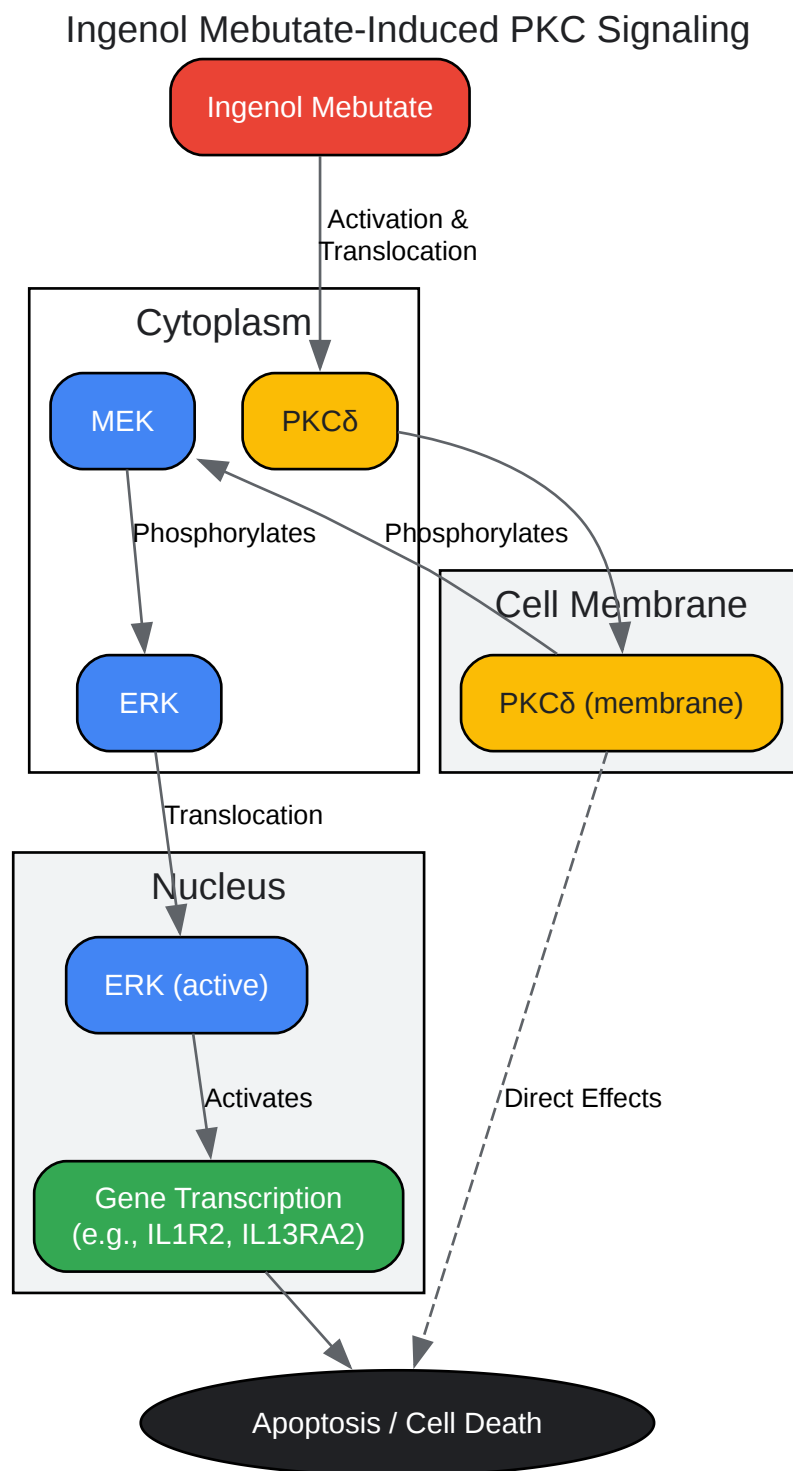 Ingenol Mebutate-Induced PKC Signaling
Ingenol Mebutate
Activation &
Translocation
Cytoplasm
MEK
PKCδ
Phosphorylates
Phosphorylates
Cell Membrane
ERK
PKCδ (membrane)
Translocation
Nucleus
ERK (active)
Activates
Direct Effects
Gene Transcription
(e.g., IL1R2, IL13RA2)
Apoptosis / Cell Death